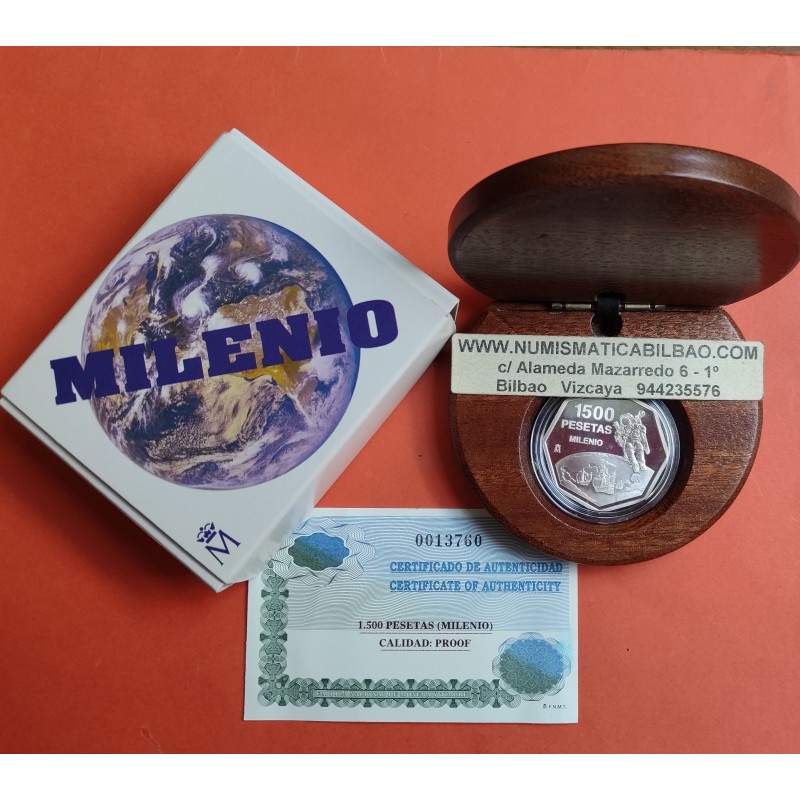 MILENIO
M
WWW.NUMISMATICABILBAO.COM
c/ Alameda Mazarredo 6 - 1º
Bilbao Vizcaya 944235576
1500
PESETAS
MILENIO
0013760
CERTIFICADO DE AUTENTICIDAD
CERTIFICATE OF AUTHENTICITY
1.500 PESETAS (MILENIO)
CALIDAD: PROOF
F.N.M.T.